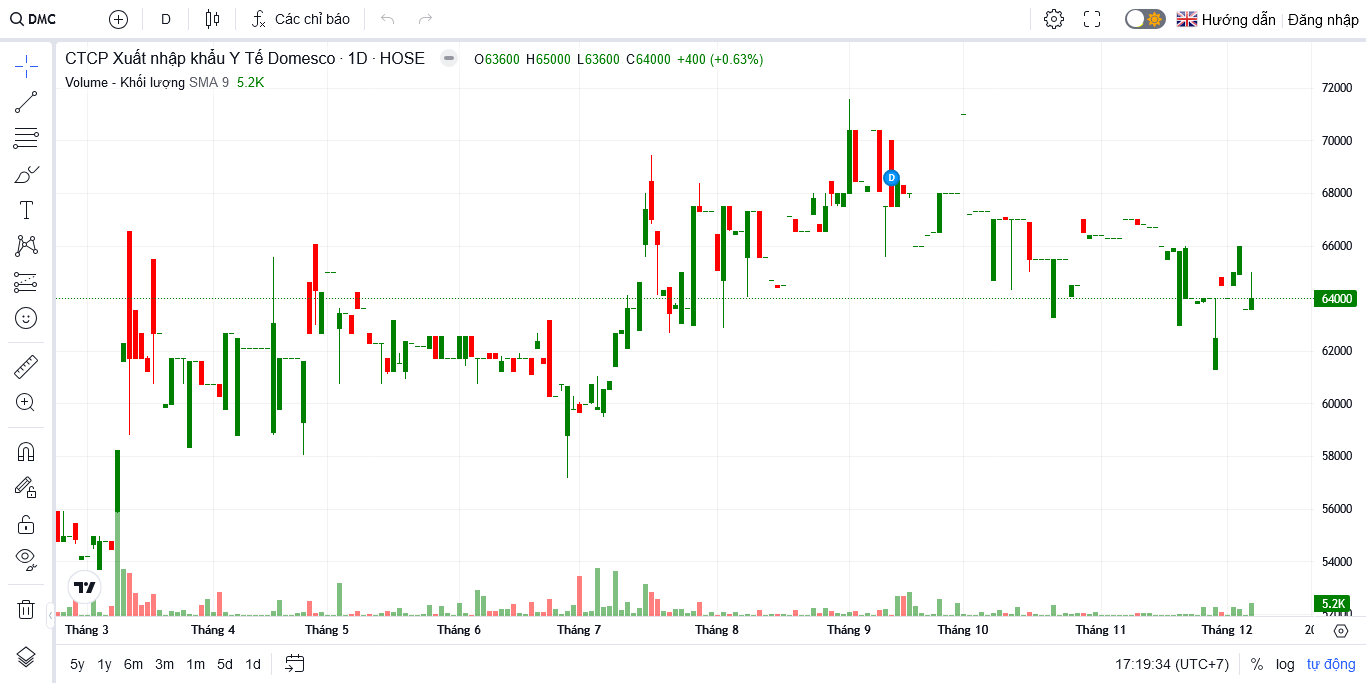 DMC
D
Các chỉ báo
Hướng dẫn
Đăng nhập
CTCP Xuất nhập khẩu Y Tế Domesco · 1D · HOSE
O63600 H65000 L63600 C64000 +400 (+0.63%)
Volume - Khối lượng SMA 9 5.2K
72000
70000
D
68000
66000
64000
62000
60000
58000
56000
54000
5.2K
Tháng 3 Tháng 4 Tháng 5 Tháng 6 Tháng 7 Tháng 8 Tháng 9 Tháng 10 Tháng 11 Tháng 12
5y 1y 6m 3m 1m 5d 1d
17:19:34 (UTC+7) % log tự động